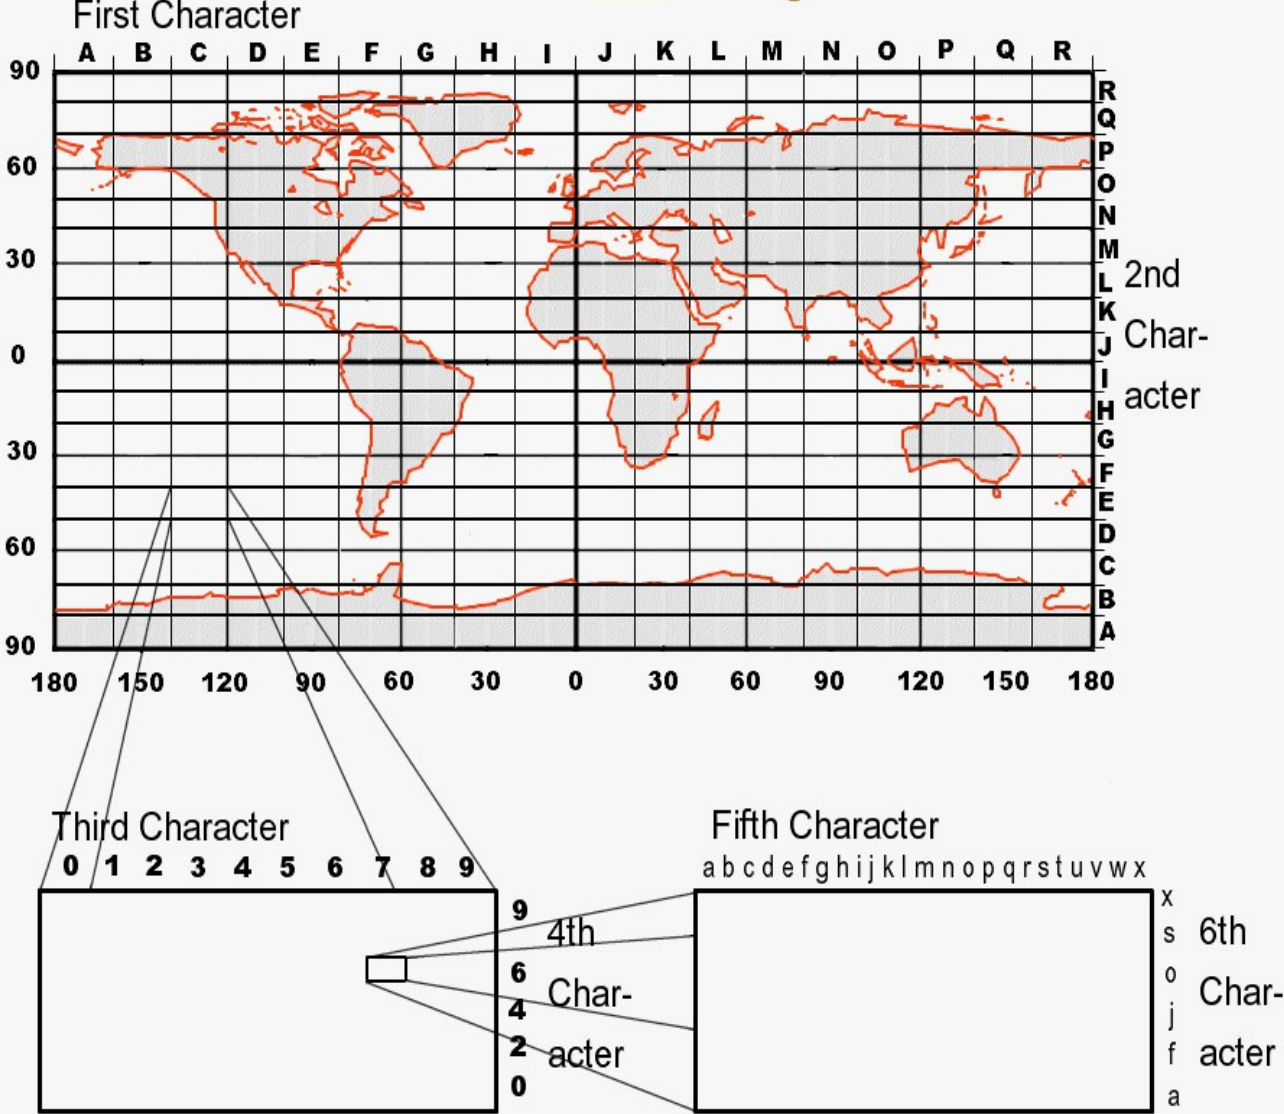 First Character
A B C D E F G H I J K L M N O P Q R
90
R
Q
P
60
O
N
M
30
L
2nd
K
Char-
J
0
I
acter
H
G
30
F
E
D
60
C
B
A
90
180 150 120 90 60 30 0 30 60 90 120 150 180
Third Character
0 1 2 3 4 5 6 7 8 9
9
4th
6
Char-
4
2
acter
0
Fifth Character
a b c d e f g h i j k l m n o p q r s t u v w x
x
s
6th
o
Char-
j
f
acter
a